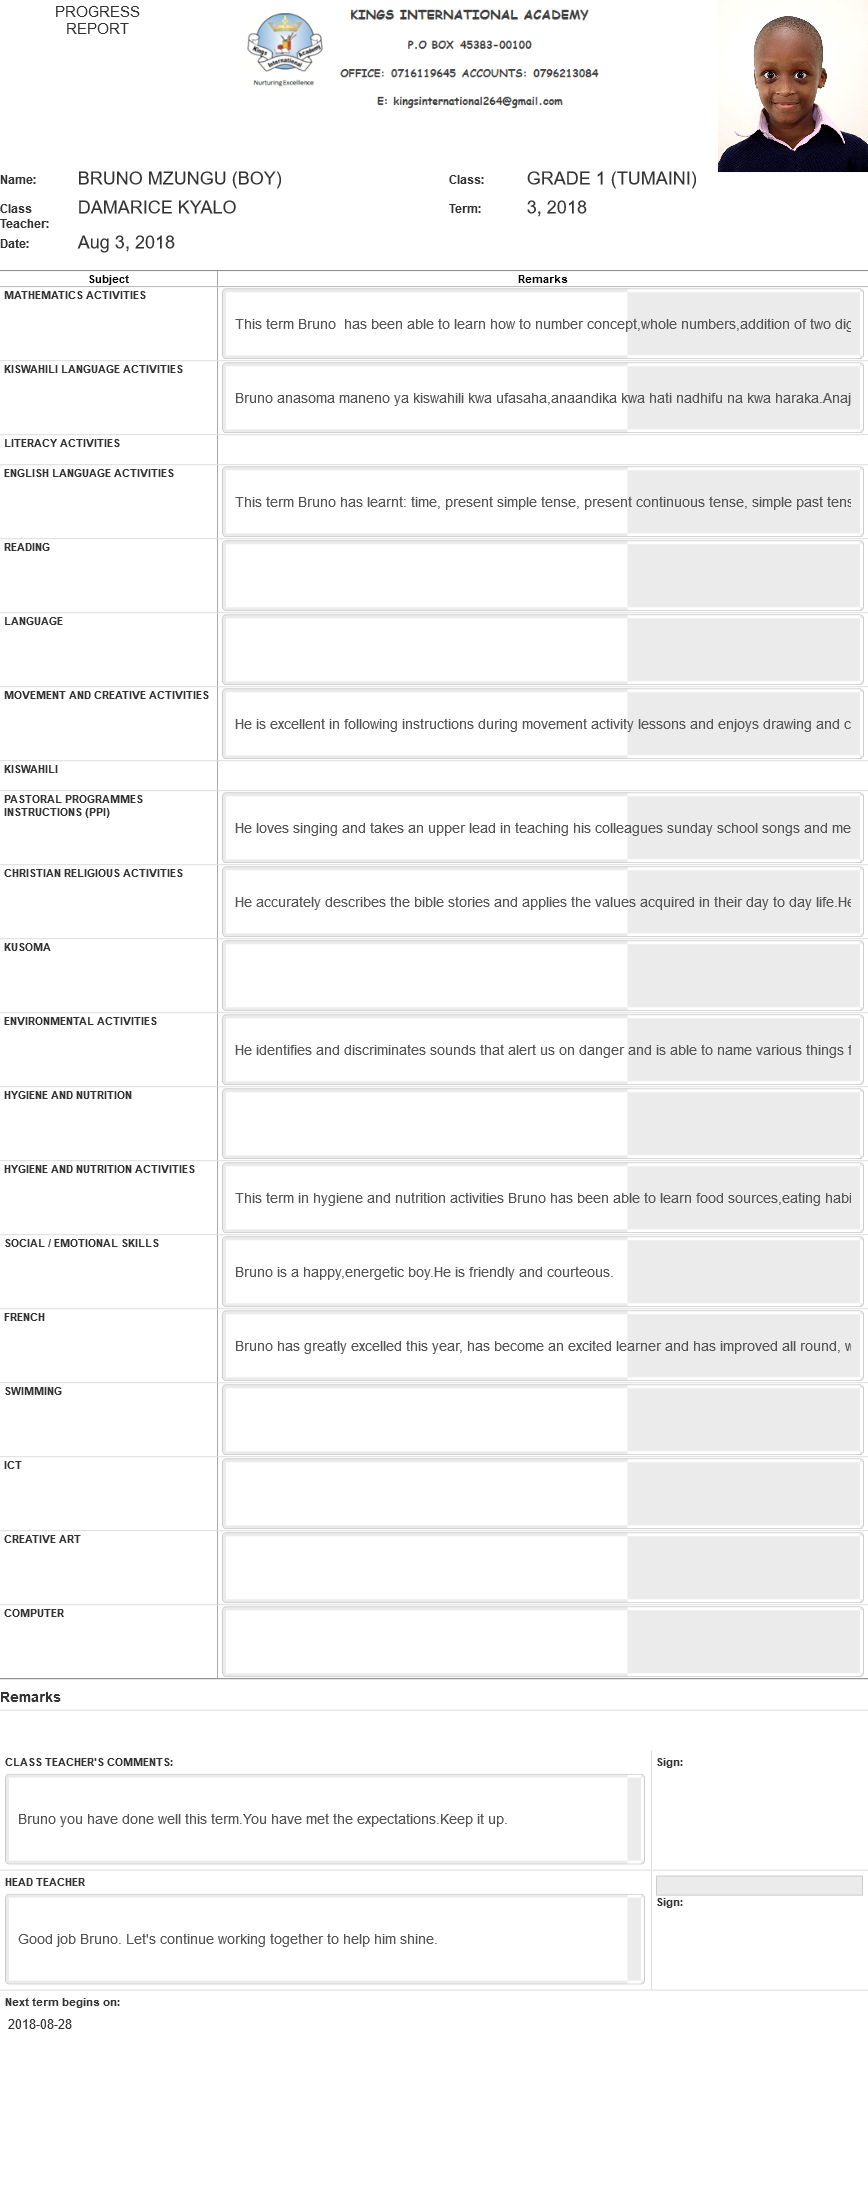 PROGRESS
REPORT
Kings International Academy
Nurturing Excellence
KINGS INTERNATIONAL ACADEMY
P.O BOX 45383-00100
OFFICE: 0716119645 ACCOUNTS: 0796213084
E: kingsinternational264@gmail.com
Name: BRUNO MZUNGU (BOY) Class: GRADE 1 (TUMAINI)
Class Teacher: DAMARICE KYALO Term: 3, 2018
Date: Aug 3, 2018
Subject Remarks
MATHEMATICS ACTIVITIES
This term Bruno  has been able to learn how to number concept,whole numbers,addition of two
KISWAHILI LANGUAGE ACTIVITIES
Bruno anasoma maneno ya kiswahili kwa ufasaha,anaandika kwa hati nadhifu na kwa haraka.
LITERACY ACTIVITIES
ENGLISH LANGUAGE ACTIVITIES
This term Bruno has learnt: time, present simple tense, present continuous tense, simple past
READING
LANGUAGE
MOVEMENT AND CREATIVE ACTIVITIES
He is excellent in following instructions during movement activity lessons and enjoys drawing and
KISWAHILI
PASTORAL PROGRAMMES
INSTRUCTIONS (PPI)
He loves singing and takes an upper lead in teaching his colleagues sunday school songs and
CHRISTIAN RELIGIOUS ACTIVITIES
He accurately describes the bible stories and applies the values acquired in their day to day life.
KUSOMA
ENVIRONMENTAL ACTIVITIES
He identifies and discriminates sounds that alert us on danger and is able to name various things
HYGIENE AND NUTRITION
HYGIENE AND NUTRITION ACTIVITIES
This term in hygiene and nutrition activities Bruno has been able to learn food sources,eating
SOCIAL / EMOTIONAL SKILLS
Bruno is a happy,energetic boy.He is friendly and courteous.
FRENCH
Bruno has greatly excelled this year, has become an excited learner and has improved all round,
SWIMMING
ICT
CREATIVE ART
COMPUTER
Remarks
CLASS TEACHER'S COMMENTS: Sign:
Bruno you have done well this term.You have met the expectations.Keep it up.
HEAD TEACHER
Sign:
Good job Bruno. Let's continue working together to help him shine.
Next term begins on:
2018-08-28